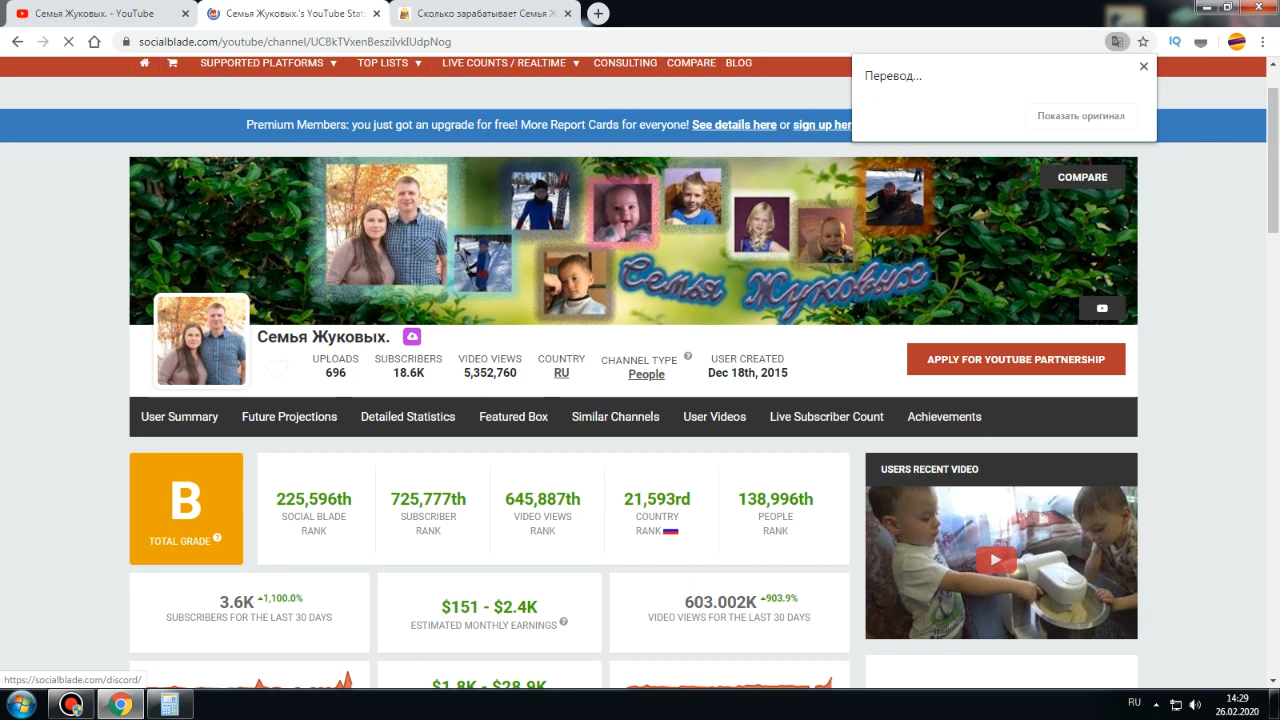 Семья Жуковых. - YouTube
Семья Жуковых.'s YouTube Stats
Сколько зарабатывает Семья Ж
socialblade.com/youtube/channel/UCBkTVxenBesziIvkIUdpNog
SUPPORTED PLATFORMS
TOP LISTS
LIVE COUNTS / REALTIME
CONSULTING
COMPARE
BLOG
Перевод...
Показать оригинал
Premium Members: you just got an upgrade for free! More Report Cards for everyone! See details here or sign up her
COMPARE
Семья Жуковых
Семья Жуковых.
UPLOADS
696
SUBSCRIBERS
18.6K
VIDEO VIEWS
5,352,760
COUNTRY
RU
CHANNEL TYPE
People
USER CREATED
Dec 18th, 2015
APPLY FOR YOUTUBE PARTNERSHIP
User Summary
Future Projections
Detailed Statistics
Featured Box
Similar Channels
User Videos
Live Subscriber Count
Achievements
B
TOTAL GRADE
225,596th
SOCIAL BLADE
RANK
725,777th
SUBSCRIBER
RANK
645,887th
VIDEO VIEWS
RANK
21,593rd
COUNTRY
RANK
138,996th
PEOPLE
RANK
USERS RECENT VIDEO
3.6K 1,100.0%
SUBSCRIBERS FOR THE LAST 30 DAYS
$151 - $2.4K
ESTIMATED MONTHLY EARNINGS
603.002K 903.9%
VIDEO VIEWS FOR THE LAST 30 DAYS
$1.8K - $28.9K
https://socialblade.com/discord/
RU
14:29
26.02.2020